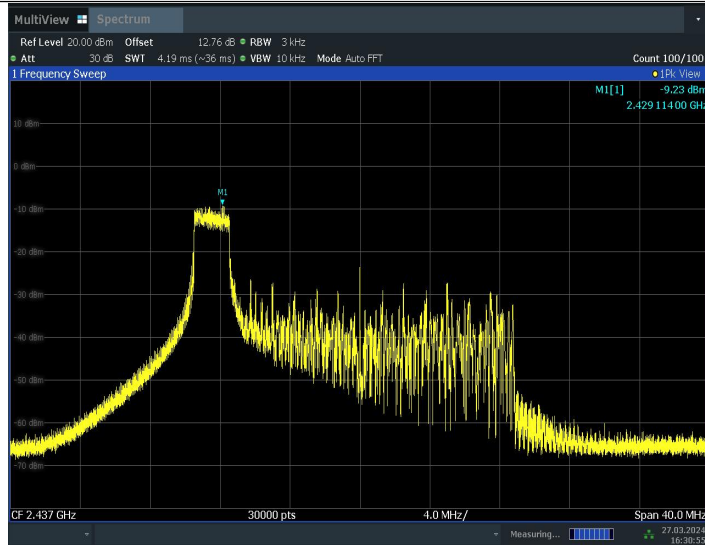 MultiView Spectrum
Ref Level 20.00 dBm Offset 12.76 dB RBW 3 kHz
Att 30 dB SWT 4.19 ms (~36 ms) VBW 10 kHz Mode Auto FFT Count 100/100
1 Frequency Sweep 1Pk View
M1[1] -9.23 dBm
2.429 114 00 GHz
10 dBm
0 dBm
M1
-10 dBm
-20 dBm
-30 dBm
-40 dBm
-50 dBm
-60 dBm
-70 dBm
CF 2.437 GHz 30000 pts 4.0 MHz/ Span 40.0 MHz
Measuring... 27.03.2024
16:30:55